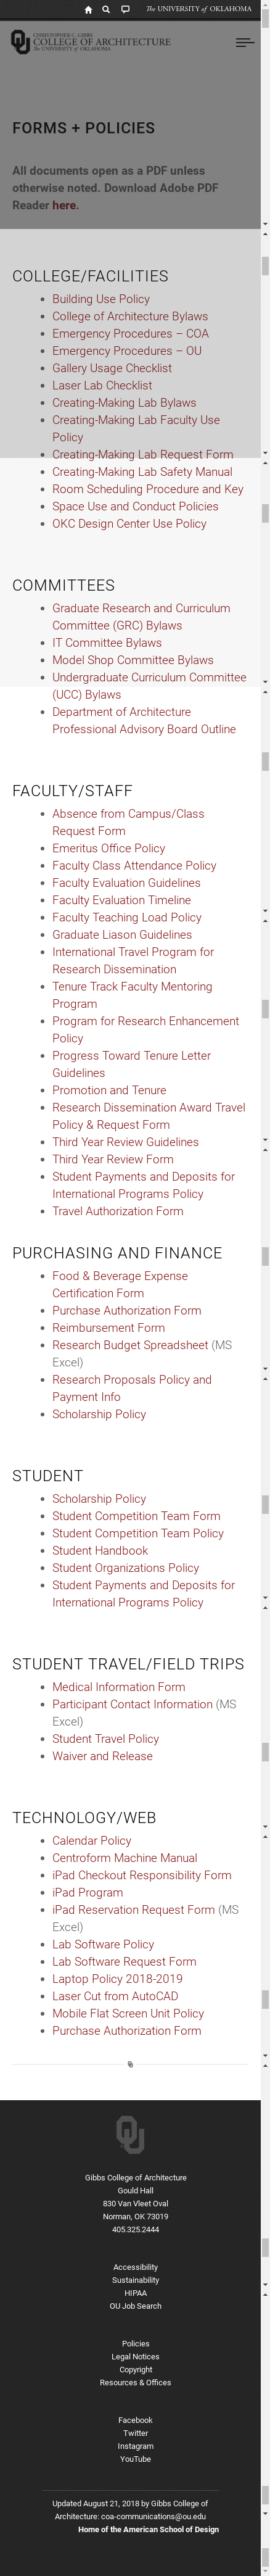 The UNIVERSITY of OKLAHOMA
CHRISTOPHER C. GIBBS
COLLEGE OF ARCHITECTURE
The UNIVERSITY of OKLAHOMA
FORMS + POLICIES
All documents open as a PDF unless
otherwise noted. Download Adobe PDF
Reader here.
COLLEGE/FACILITIES
Building Use Policy
College of Architecture Bylaws
Emergency Procedures – COA
Emergency Procedures – OU
Gallery Usage Checklist
Laser Lab Checklist
Creating-Making Lab Bylaws
Creating-Making Lab Faculty Use
Policy
Creating-Making Lab Request Form
Creating-Making Lab Safety Manual
Room Scheduling Procedure and Key
Space Use and Conduct Policies
OKC Design Center Use Policy
COMMITTEES
Graduate Research and Curriculum
Committee (GRC) Bylaws
IT Committee Bylaws
Model Shop Committee Bylaws
Undergraduate Curriculum Committee
(UCC) Bylaws
Department of Architecture
Professional Advisory Board Outline
FACULTY/STAFF
Absence from Campus/Class
Request Form
Emeritus Office Policy
Faculty Class Attendance Policy
Faculty Evaluation Guidelines
Faculty Evaluation Timeline
Faculty Teaching Load Policy
Graduate Liason Guidelines
International Travel Program for
Research Dissemination
Tenure Track Faculty Mentoring
Program
Program for Research Enhancement
Policy
Progress Toward Tenure Letter
Guidelines
Promotion and Tenure
Research Dissemination Award Travel
Policy & Request Form
Third Year Review Guidelines
Third Year Review Form
Student Payments and Deposits for
International Programs Policy
Travel Authorization Form
PURCHASING AND FINANCE
Food & Beverage Expense
Certification Form
Purchase Authorization Form
Reimbursement Form
Research Budget Spreadsheet (MS
Excel)
Research Proposals Policy and
Payment Info
Scholarship Policy
STUDENT
Scholarship Policy
Student Competition Team Form
Student Competition Team Policy
Student Handbook
Student Organizations Policy
Student Payments and Deposits for
International Programs Policy
STUDENT TRAVEL/FIELD TRIPS
Medical Information Form
Participant Contact Information (MS
Excel)
Student Travel Policy
Waiver and Release
TECHNOLOGY/WEB
Calendar Policy
Centroform Machine Manual
iPad Checkout Responsibility Form
iPad Program
iPad Reservation Request Form (MS
Excel)
Lab Software Policy
Lab Software Request Form
Laptop Policy 2018-2019
Laser Cut from AutoCAD
Mobile Flat Screen Unit Policy
Purchase Authorization Form
Gibbs College of Architecture
Gould Hall
830 Van Vleet Oval
Norman, OK 73019
405.325.2444
Accessibility
Sustainability
HIPAA
OU Job Search
Policies
Legal Notices
Copyright
Resources & Offices
Facebook
Twitter
Instagram
YouTube
Updated August 21, 2018 by Gibbs College of
Architecture: coa-communications@ou.edu
Home of the American School of Design